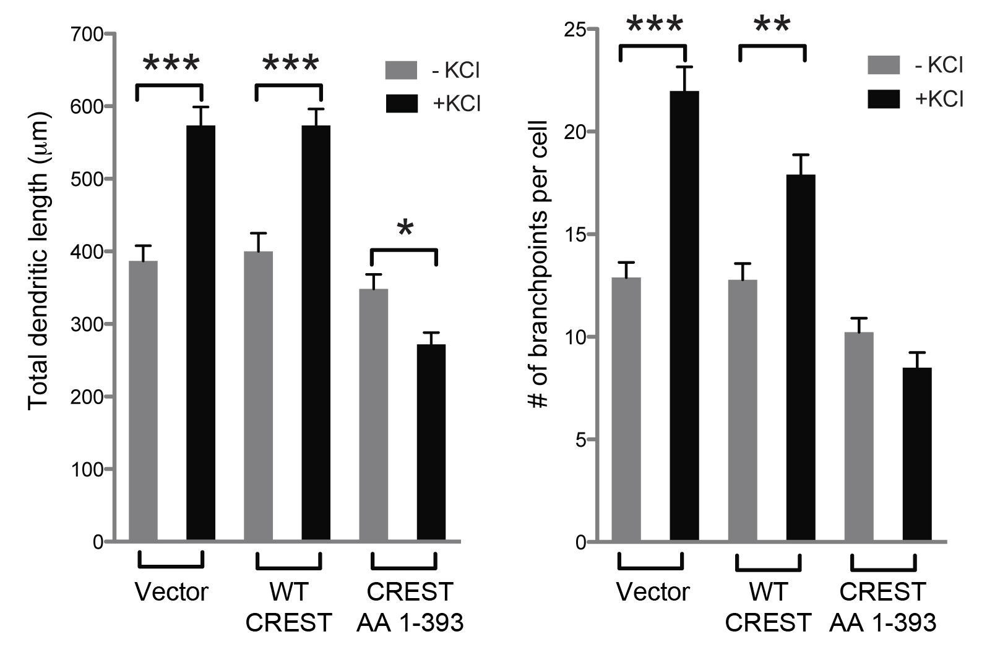 Total dendritic length (μm)
700
600
500
400
300
200
100
0
***
***
*
- KCl
+KCl
Vector
WT
CREST
CREST
AA 1-393
# of branchpoints per cell
25
20
15
10
5
0
***
**
- KCl
+KCl
Vector
WT
CREST
CREST
AA 1-393